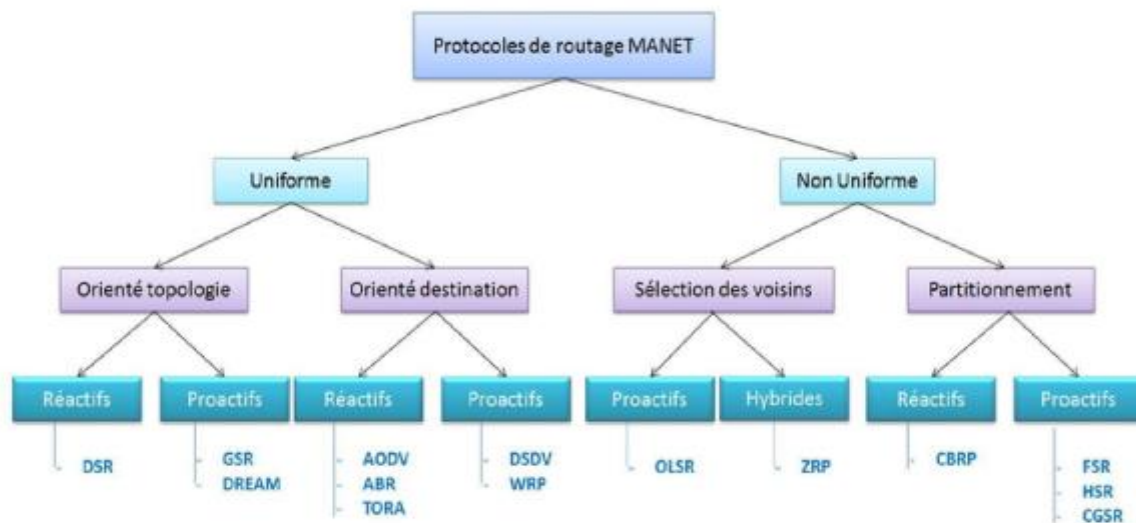 Protocoles de routage MANET
Uniforme
Non Uniforme
Orienté topologie
Orienté destination
Sélection des voisins
Partitionnement
Réactifs
Proactifs
Réactifs
Proactifs
Proactifs
Hybrides
Réactifs
Proactifs
DSR
GSR
DREAM
AODV
ABR
TORA
DSDV
WRP
OLSR
ZRP
CBRP
FSR
HSR
CGSR